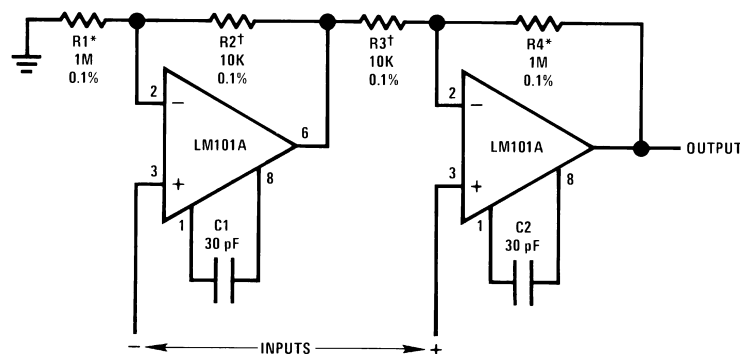 R1*
1M
0.1%
R2†
10K
0.1%
R3†
10K
0.1%
R4*
1M
0.1%
2
−
LM101A
6
3
+
8
1
C1
30 pF
2
−
LM101A
OUTPUT
3
+
8
1
C2
30 pF
− INPUTS +